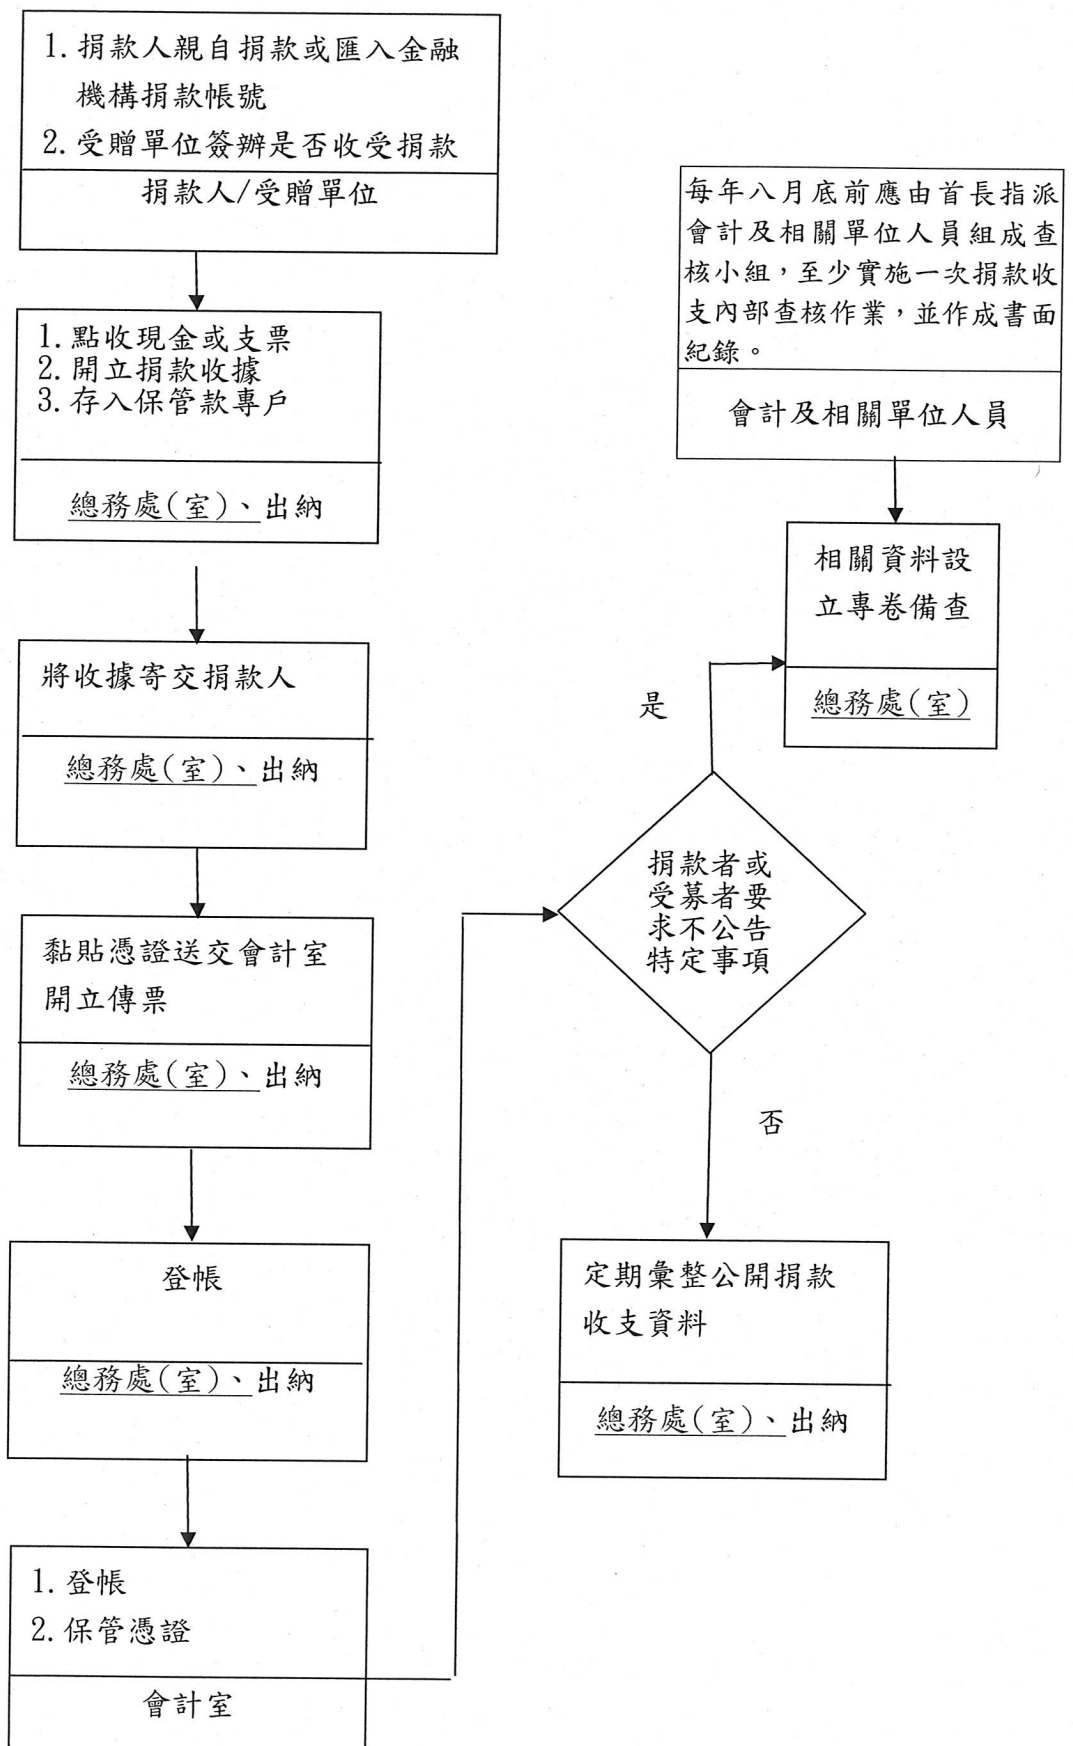 1. 捐款人親自捐款或匯入金融
機構捐款帳號
2. 受贈單位簽辦是否收受捐款
捐款人/受贈單位
1. 點收現金或支票
2. 開立捐款收據
3. 存入保管款專戶
總務處(室)、出納
將收據寄交捐款人
總務處(室)、出納
黏貼憑證送交會計室
開立傳票
總務處(室)、出納
登帳
總務處(室)、出納
1. 登帳
2. 保管憑證
會計室
每年八月底前應由首長指派
會計及相關單位人員組成查
核小組，至少實施一次捐款收
支內部查核作業，並作成書面
紀錄。
會計及相關單位人員
相關資料設
立專卷備查
總務處(室)
是
捐款者或
受募者要
求不公告
特定事項
否
定期彙整公開捐款
收支資料
總務處(室)、出納